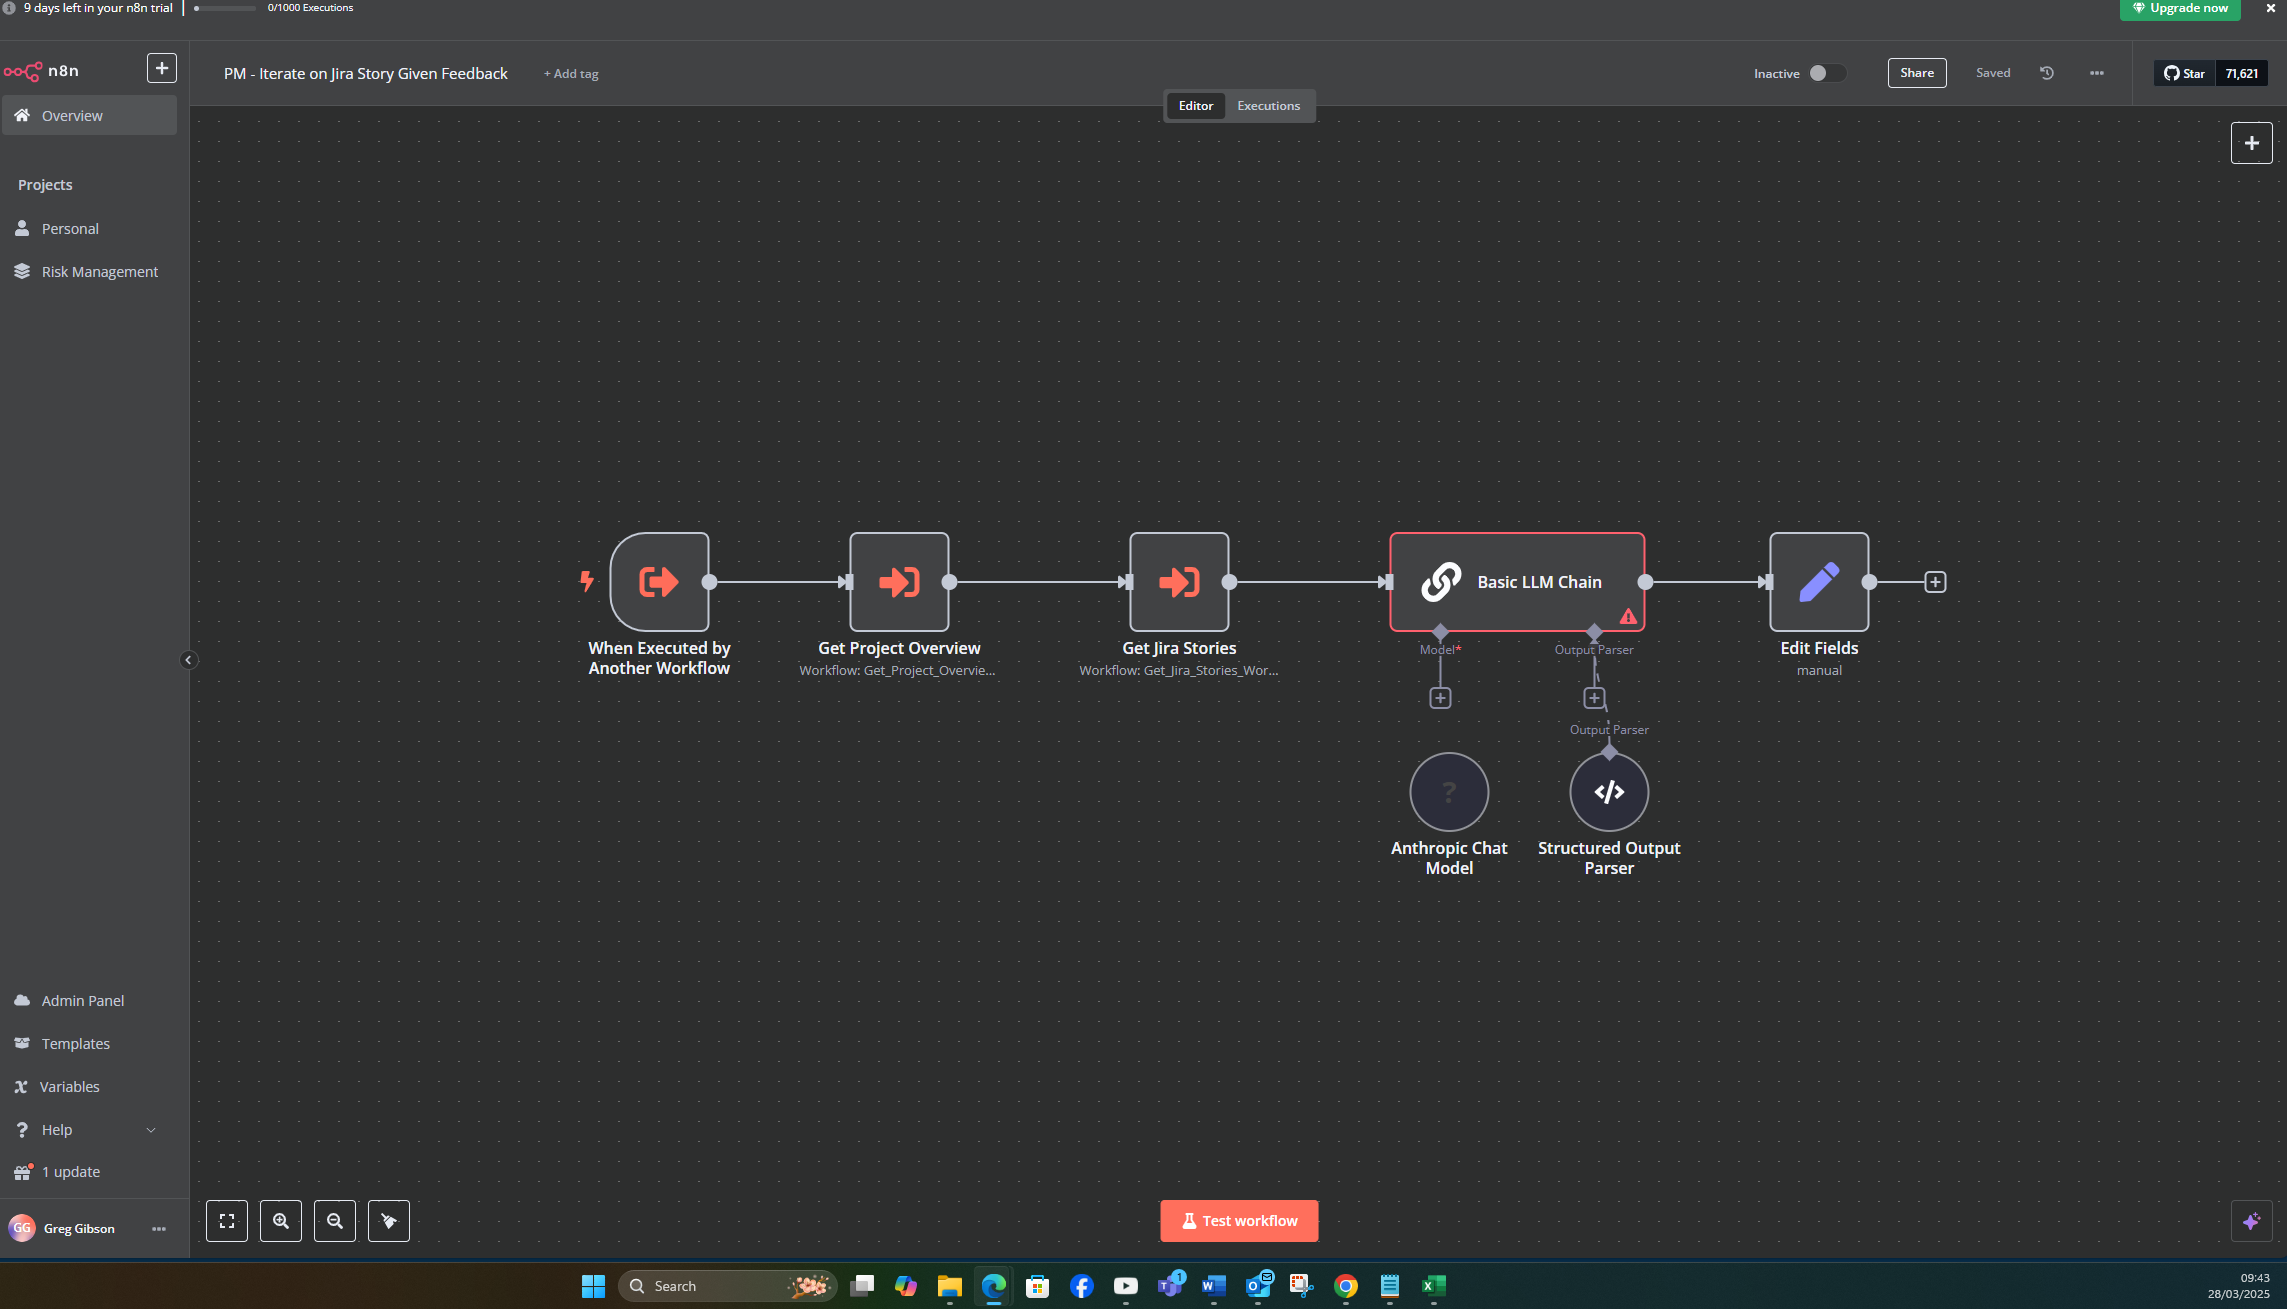 9 days left in your n8n trial
0/1000 Executions
Upgrade now
n8n
PM - Iterate on Jira Story Given Feedback
+ Add tag
Inactive
Share
Saved
Star
71,621
Editor
Executions
Overview
Projects
Personal
Risk Management
When Executed by
Another Workflow
Get Project Overview
Workflow: Get_Project_Overvie...
Get Jira Stories
Workflow: Get_Jira_Stories_Wor...
Basic LLM Chain
Model*
Output Parser
Output Parser
?
Anthropic Chat
Model
Structured Output
Parser
Edit Fields
manual
Admin Panel
Templates
Variables
Help
1 update
GG
Greg Gibson
Test workflow
Search
1
09:43
28/03/2025